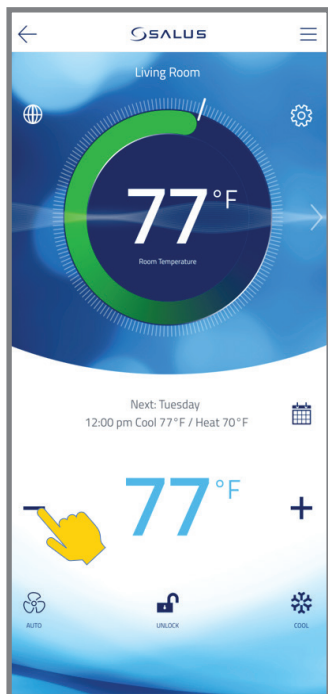 SALUS
Living Room
77°F
Room Temperature
Next: Tuesday
12:00 pm Cool 77°F / Heat 70°F
77°F
AUTO
UNLOCK
COOL